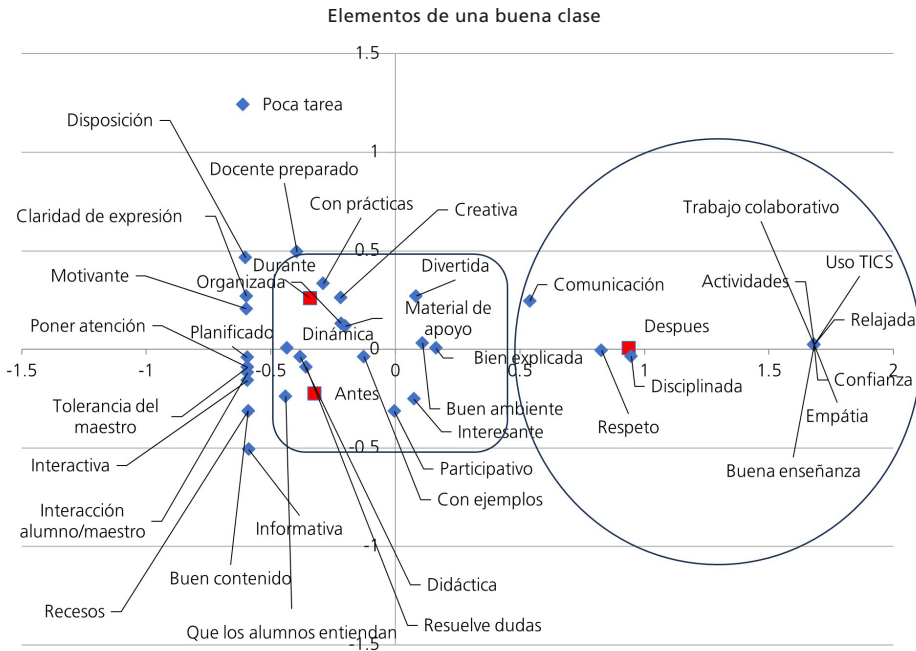 Elementos de una buena clase
1.5
Poca tarea
Disposición
1
Docente preparado
Con prácticas
Creativa
Trabajo colaborativo
Claridad de expresión
0.5
Durante
Divertida
Uso TICS
Motivante
Organizada
Comunicación
Actividades
Material de
apoyo
Relajada
Poner atención
Planificado
Dinámica
Despues
0
Bien explicada
-1.5
-1
-0.5
0
0.5
1
1.5
2
Disciplinada
Confianza
Tolerancia del
maestro
Antes
Buen ambiente
Empátia
Interesante
Respeto
-0.5
Interactiva
Participativo
Buena enseñanza
Con ejemplos
Interacción
alumno/maestro
Informativa
-1
Buen contenido
Didáctica
Recesos
Que los alumnos entiendan
Resuelve dudas
-1.5